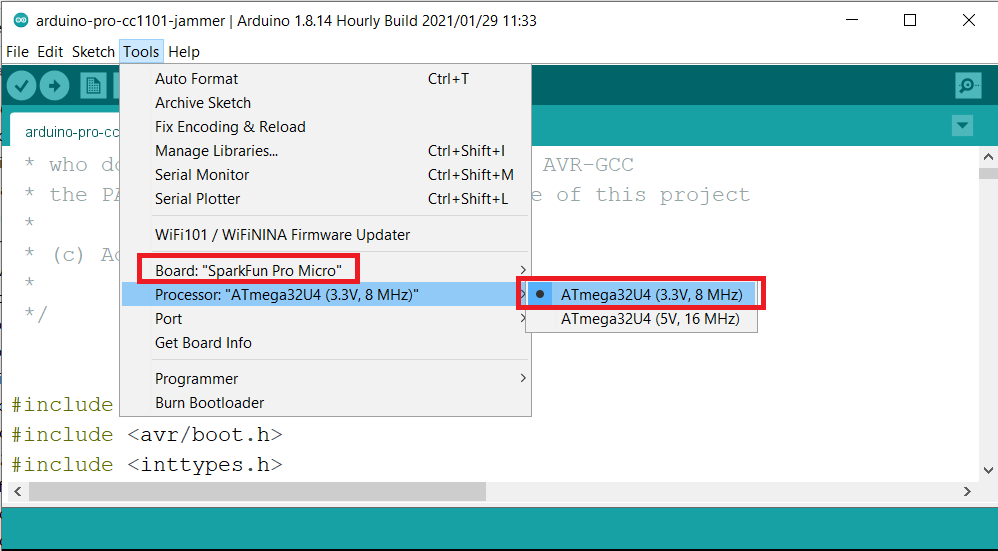 arduino-pro-cc1101-jammer | Arduino 1.8.14 Hourly Build 2021/01/29 11:33
File Edit Sketch Tools Help
Auto Format Ctrl+T
Archive Sketch
Fix Encoding & Reload
Manage Libraries... Ctrl+Shift+I
Serial Monitor Ctrl+Shift+M
Serial Plotter Ctrl+Shift+L
WiFi101 / WiFiNINA Firmware Updater
Board: "SparkFun Pro Micro"
Processor: "ATmega32U4 (3.3V, 8 MHz)"
Port
Get Board Info
Programmer
Burn Bootloader
ATmega32U4 (3.3V, 8 MHz)
ATmega32U4 (5V, 16 MHz)
arduino-pro-cc
* who do AVR-GCC
* the PA e of this project
*
* (c) Ad
*
*/
#include
#include <avr/boot.h>
#include <inttypes.h>